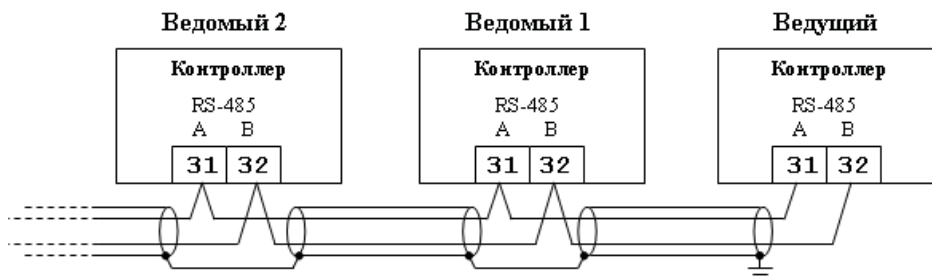 Ведомый 2 Ведомый 1 Ведущий
Контроллер Контроллер Контроллер
RS-485 RS-485 RS-485
A B A B A B
31 32 31 32 31 32